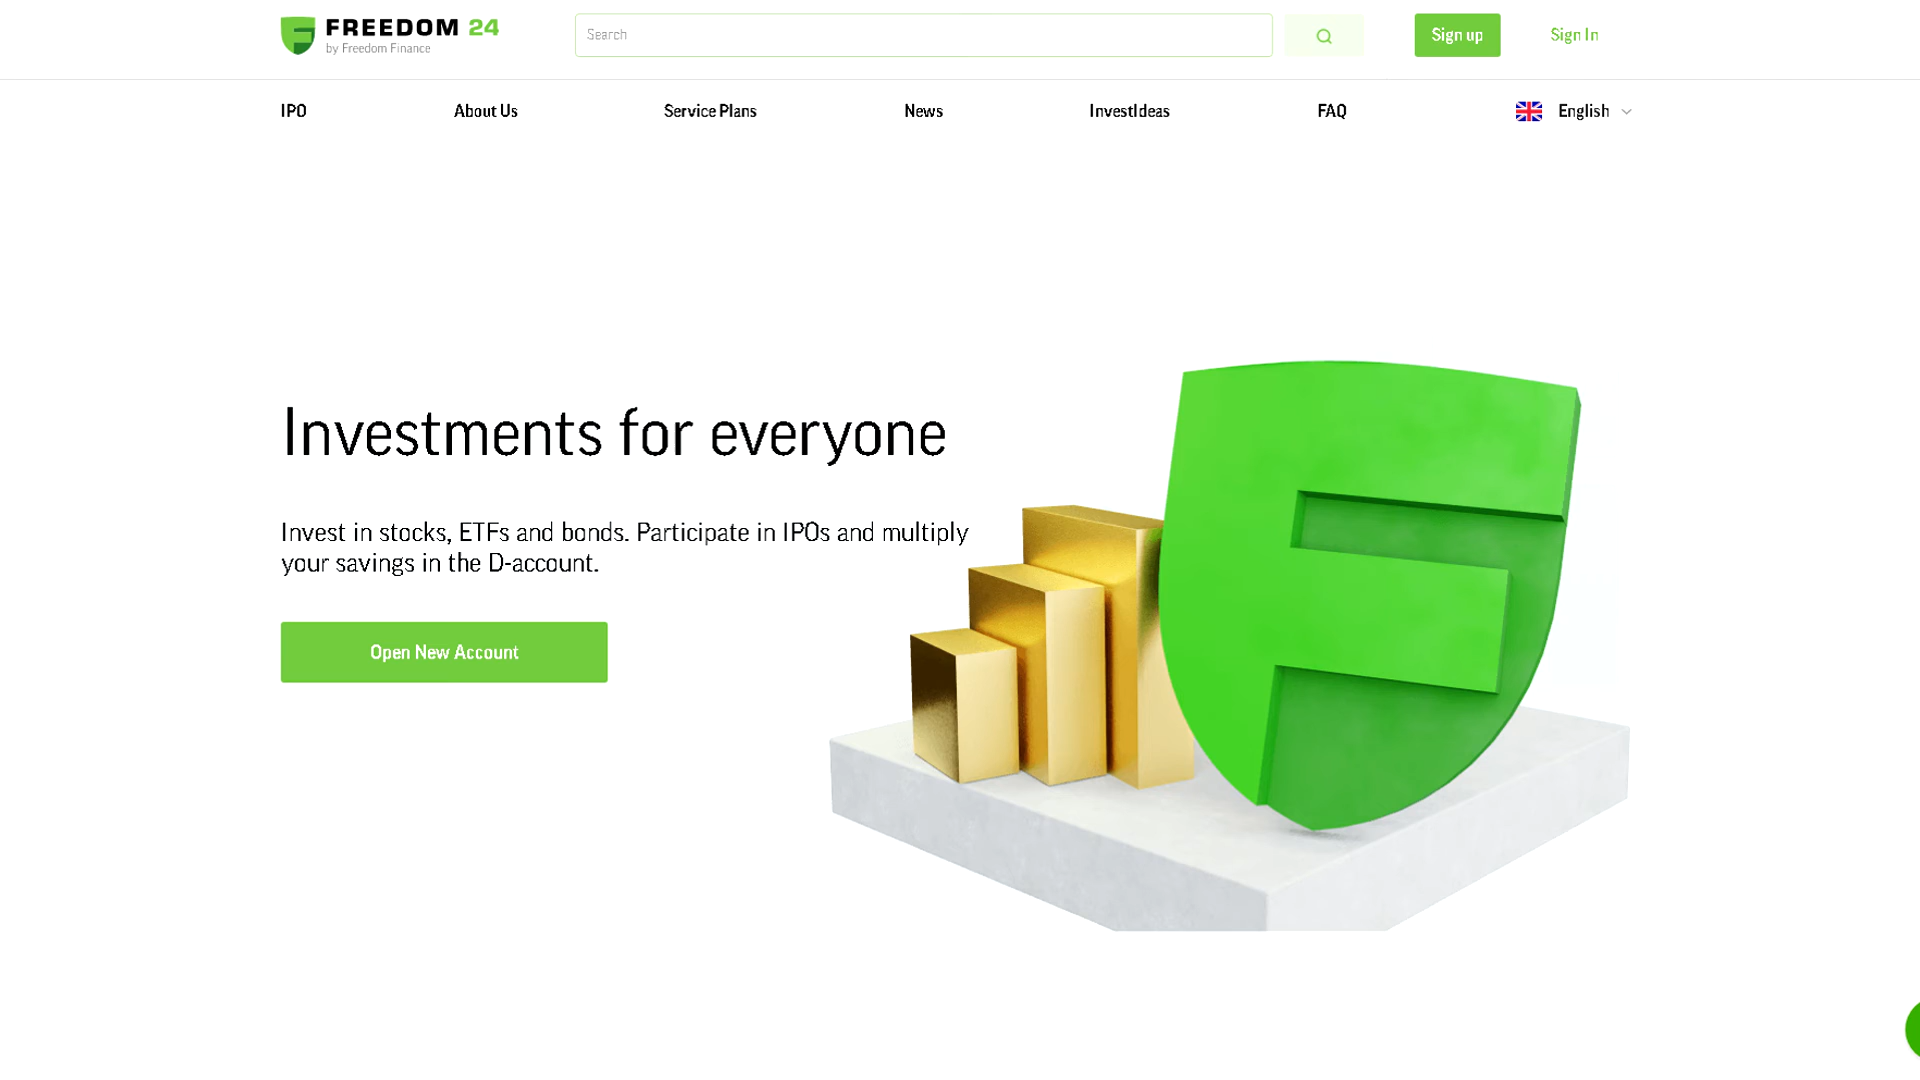 FREEDOM 24
by Freedom Finance
Search
Sign up
Sign In
IPO
About Us
Service Plans
News
InvestIdeas
FAQ
English
Investments for everyone
Invest in stocks, ETFs and bonds. Participate in IPOs and multiply
your savings in the D-account.
Open New Account